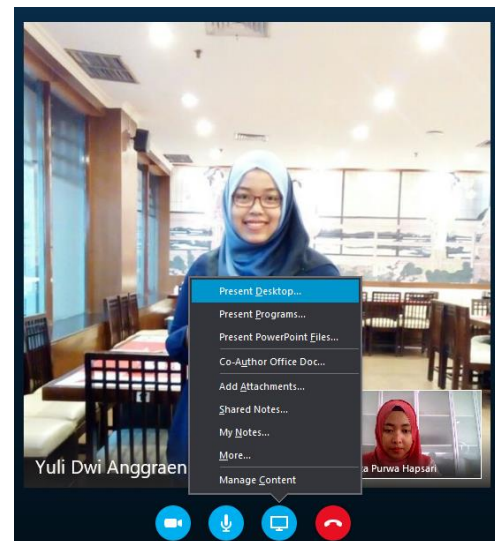 Present Desktop...
Present Programs...
Present PowerPoint Files...
Co-Author Office Doc...
Add Attachments...
Shared Notes...
My Notes...
More...
Manage Content
Yuli Dwi Anggraen
a Purwa Hapsari